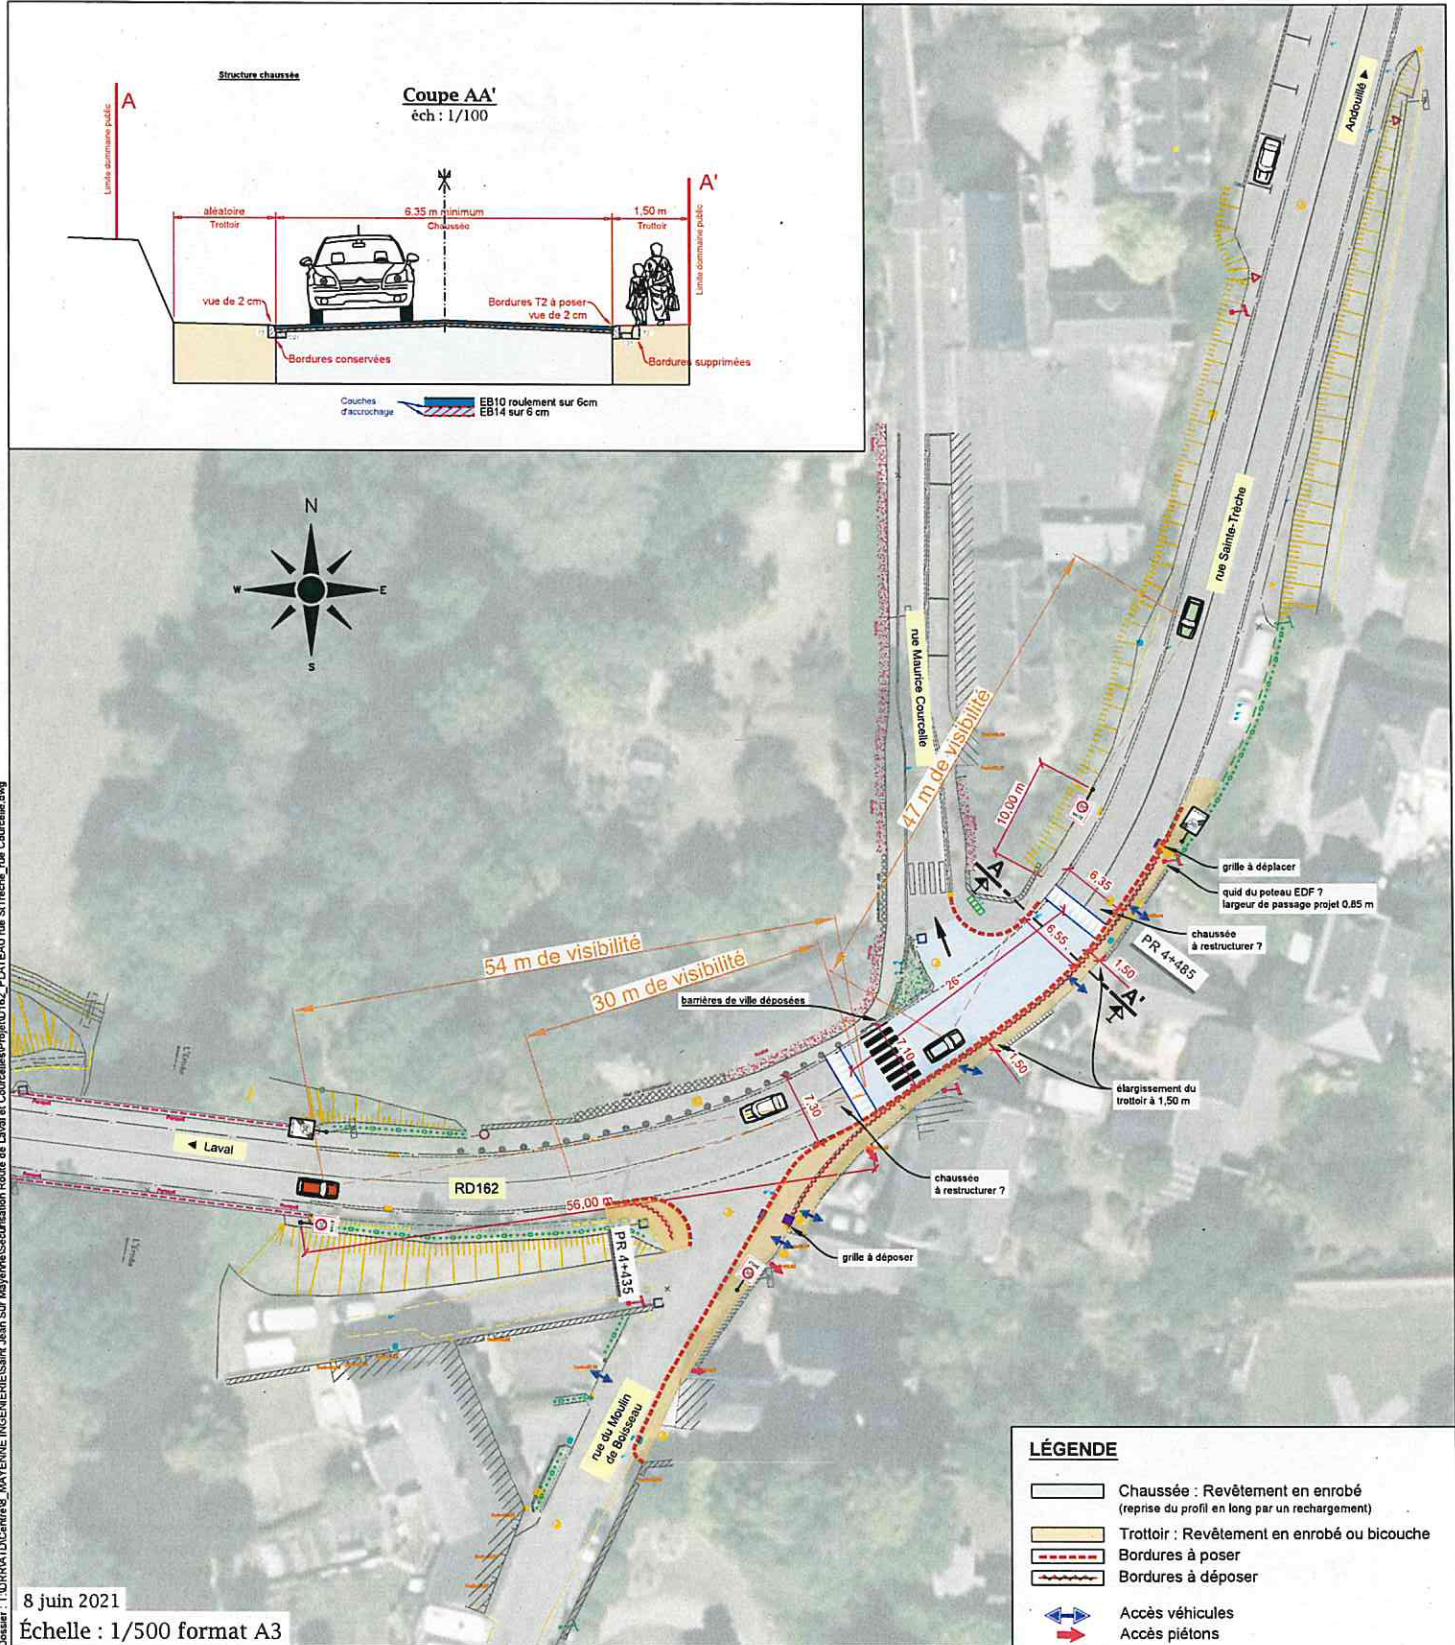 Structure chaussée
Coupe AA'
éch : 1/100
A
Limite dommaine public
A'
Limite dommaine public
aléatoire
Trottoir
6.35 m minimum
Chaussée
1,50 m
Trottoir
vue de 2 cm
Bordures T2 à poser
vue de 2 cm
Bordures conservées
Bordures supprimées
Couches
d'accrochage
EB10 roulement sur 6cm
EB14 sur 6 cm
N
W
E
S
Andouillé ►
rue Sainte-Trèche
rue Maurice Courcelle
47 m de visibilité
10,00 m
A
6,35
grille à déplacer
quid du poteau EDF ?
largeur de passage projet 0.85 m
chaussée
à restructurer ?
PR 4+485
6,55
1,50
A'
26
54 m de visibilité
30 m de visibilité
barrières de ville déposées
7,10
1,50
élargissement du
trottoir à 1,50 m
7,30
chaussée
à restructurer ?
◄ Laval
RD162
56,00 m
PR 4+435
grille à déposer
L'Ernée
L'Ernée
rue du Moulin
de Boisseau
LÉGENDE
Chaussée : Revêtement en enrobé
(reprise du profil en long par un rechargement)
Trottoir : Revêtement en enrobé ou bicouche
Bordures à poser
Bordures à déposer
Accès véhicules
Accès piétons
8 juin 2021
Échelle : 1/500 format A3